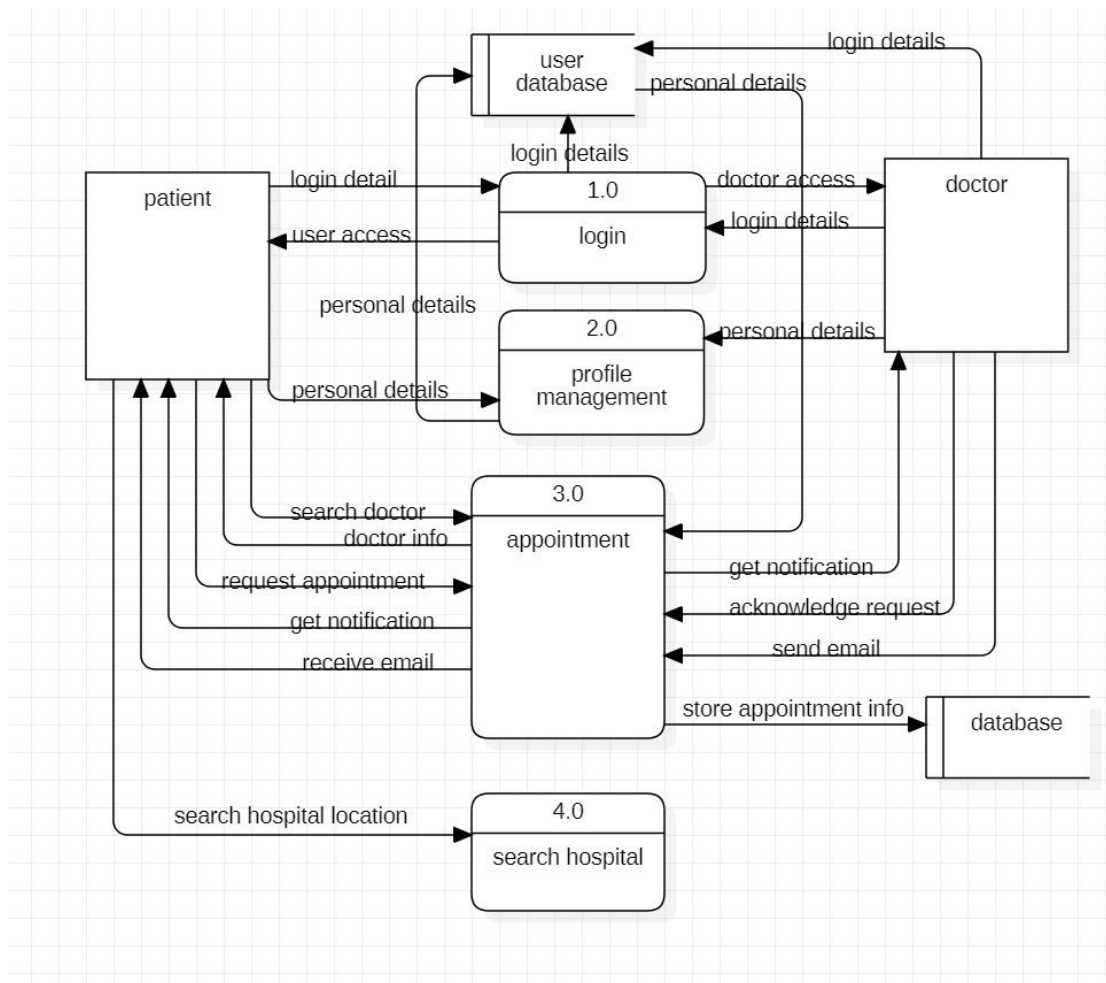 login details
user
database
personal details
login details
patient
login detail
1.0
doctor access
doctor
login details
user access
login
personal details
2.0
personal details
profile
management
personal details
3.0
search doctor
doctor info
appointment
get notification
request appointment
acknowledge request
get notification
send email
receive email
store appointment info
database
4.0
search hospital location
search hospital